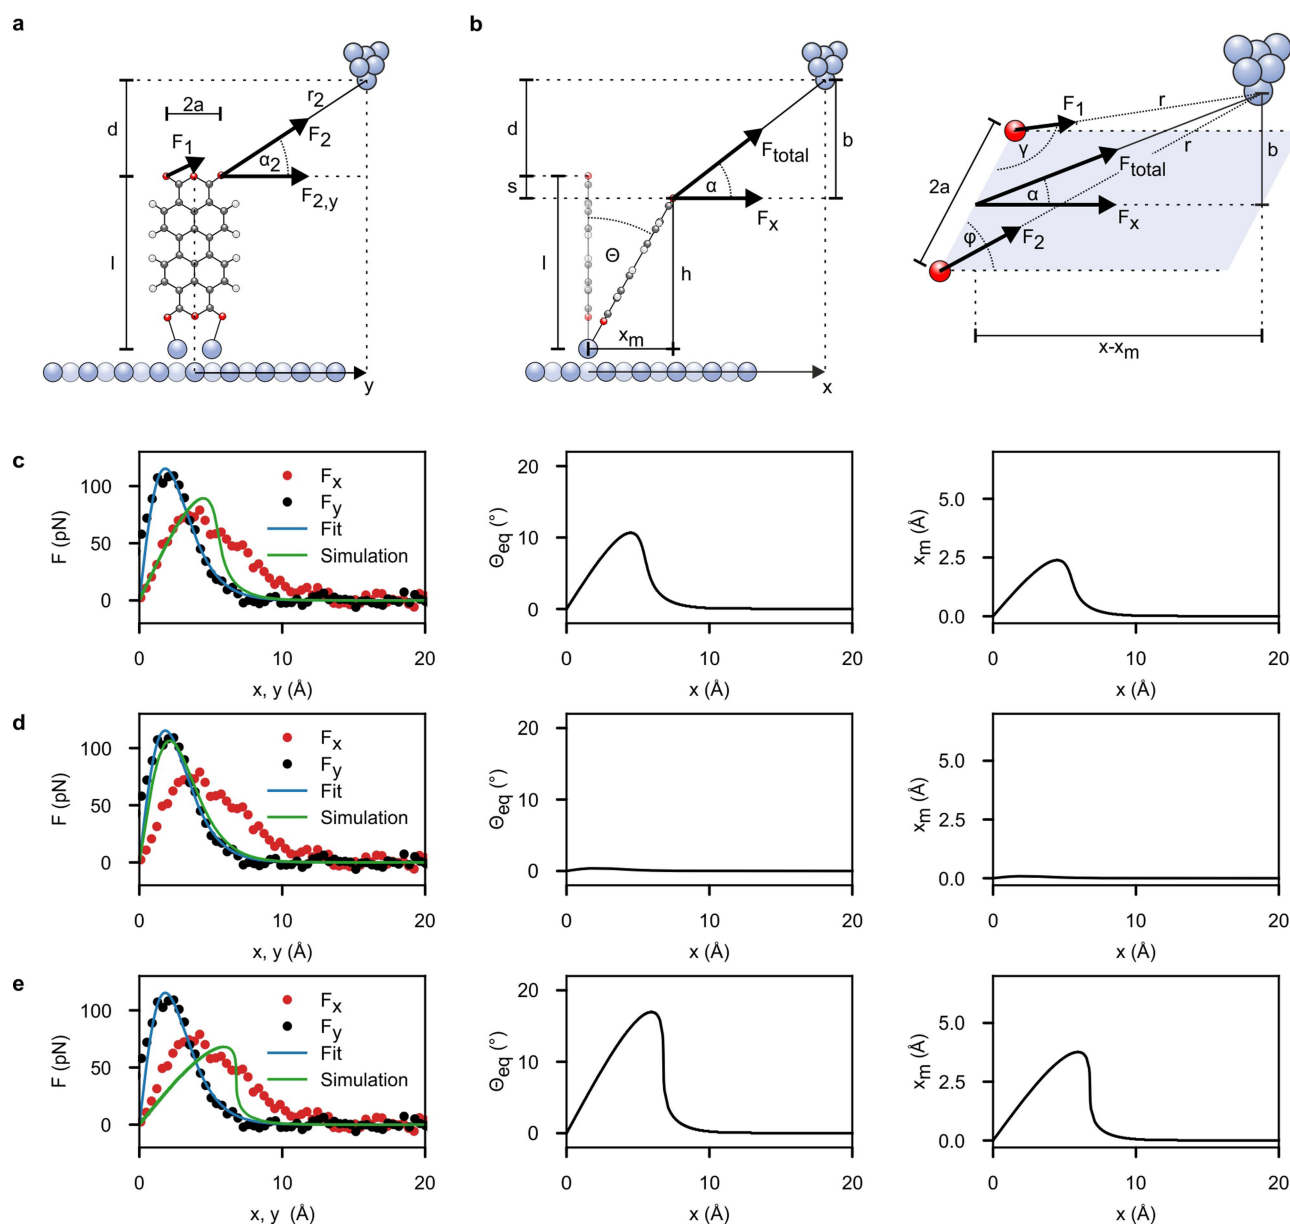 a
b
2a
d
l
F1
r2
F2
α2
F2,y
y
d
s
l
Θ
xm
h
α
Ftotal
Fx
b
x
2a
F1
γ
r
r
Ftotal
α
Fx
F2
φ
b
x-xm
c
F (pN)
100
50
0
Fx
Fy
Fit
Simulation
0 10 20
x, y (Å)
Θeq (°)
20
10
0
0 10 20
x (Å)
xm (Å)
5.0
2.5
0.0
0 10 20
x (Å)
d
F (pN)
100
50
0
Fx
Fy
Fit
Simulation
0 10 20
x, y (Å)
Θeq (°)
20
10
0
0 10 20
x (Å)
xm (Å)
5.0
2.5
0.0
0 10 20
x (Å)
e
F (pN)
100
50
0
Fx
Fy
Fit
Simulation
0 10 20
x, y (Å)
Θeq (°)
20
10
0
0 10 20
x (Å)
xm (Å)
5.0
2.5
0.0
0 10 20
x (Å)